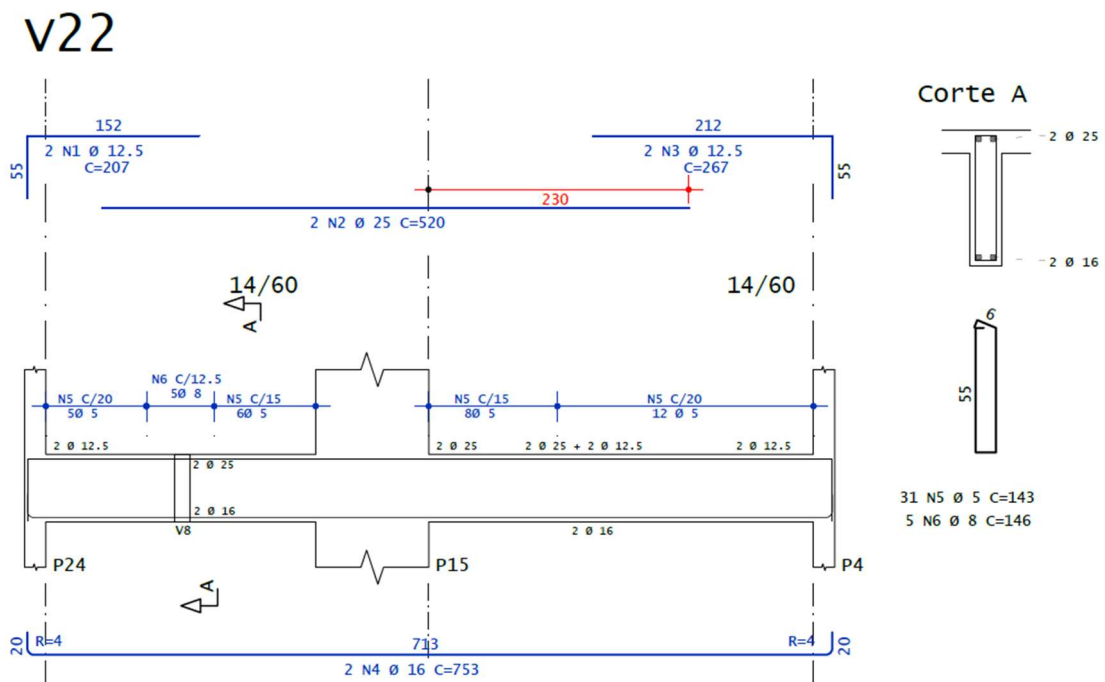 V22
Corte A
152
212
2 N1 Ø 12.5
C=207
2 N3 Ø 12.5
C=267
55
55
2 Ø 25
230
2 N2 Ø 25 C=520
2 Ø 16
14/60
14/60
A
6
N5 C/20
5Ø 5
N6 C/12.5
5Ø 8
N5 C/15
6Ø 5
N5 C/15
8Ø 5
N5 C/20
12 Ø 5
55
2 Ø 12.5
2 Ø 25
2 Ø 25 + 2 Ø 12.5
2 Ø 12.5
2 Ø 25
2 Ø 16
V8
2 Ø 16
31 N5 Ø 5 C=143
5 N6 Ø 8 C=146
P24
P15
P4
A
20
R=4
713
R=4
20
2 N4 Ø 16 C=753